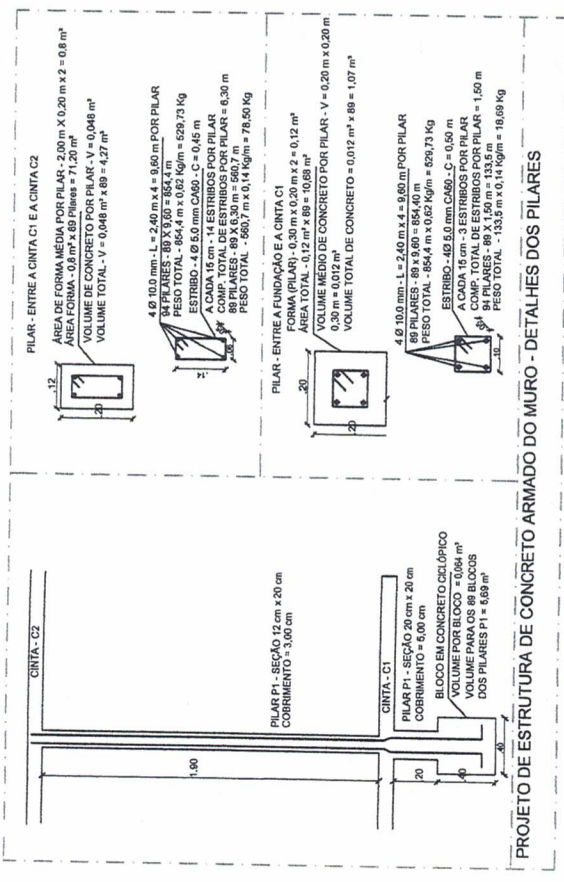 CINTA - C2
1.90
PILAR P1 - SEÇÃO 12 cm x 20 cm
COBRIMENTO = 3,00 cm
CINTA - C1
PILAR P1 - SEÇÃO 20 cm x 20 cm
COBRIMENTO = 5,00 cm
.20
BLOCO EM CONCRETO CICLÓPICO
VOLUME POR BLOCO = 0,064 m³
VOLUME PARA OS 89 BLOCOS
DOS PILARES P1 = 5,69 m³
.40
.40
PILAR - ENTRE A CINTA C1 E A CINTA C2
.12
.20
ÁREA DE FORMA MÉDIA POR PILAR - 2,00 m X 0,20 m x 2 = 0,8 m²
ÁREA FORMA - 0,8 m² x 89 Pilares = 71,20 m²
VOLUME DE CONCRETO POR PILAR - V = 0,048 m³
VOLUME TOTAL - V = 0,048 m³ x 89 = 4,27 m³
4 Ø 10.0 mm - L = 2,40 m x 4 = 9,60 m POR PILAR
94 PILARES - 89 X 9,60 = 854,4 m
PESO TOTAL - 854,4 m x 0,62 Kg/m = 529,73 Kg
ESTRIBO - 4 Ø 5.0 mm CA60 - C = 0,45 m
A CADA 15 cm - 14 ESTRIBOS POR PILAR
COMP. TOTAL DE ESTRIBOS POR PILAR = 6,30 m
89 PILARES - 89 X 6,30 m = 560,7 m
PESO TOTAL - 560,7 m x 0,14 Kg/m = 78,50 Kg
.14
.06
PILAR - ENTRE A FUNDAÇÃO E A CINTA C1
.20
.20
FORMA (PILAR) - 0,30 m x 0,20 m x 2 = 0,12 m²
ÁREA TOTAL - 0,12 m² x 89 = 10,68 m²
VOLUME MÉDIO DE CONCRETO POR PILAR - V = 0,20 m x 0,20 m x
0,30 m = 0,012 m³
VOLUME TOTAL DE CONCRETO = 0,012 m³ x 89 = 1,07 m³
4 Ø 10.0 mm - L = 2,40 m x 4 = 9,60 m POR PILAR
89 PILARES - 89 X 9,60 = 854,40 m
PESO TOTAL - 854,4 m x 0,62 Kg/m = 529,73 Kg
ESTRIBO - 4Ø 5.0 mm CA60 - C = 0,50 m
A CADA 15 cm - 3 ESTRIBOS POR PILAR
COMP. TOTAL DE ESTRIBOS POR PILAR = 1,50 m
94 PILARES - 89 X 1,50 m = 133,5 m
PESO TOTAL - 133,5 m x 0,14 Kg/m = 18,69 Kg
.10
PROJETO DE ESTRUTURA DE CONCRETO ARMADO DO MURO - DETALHES DOS PILARES